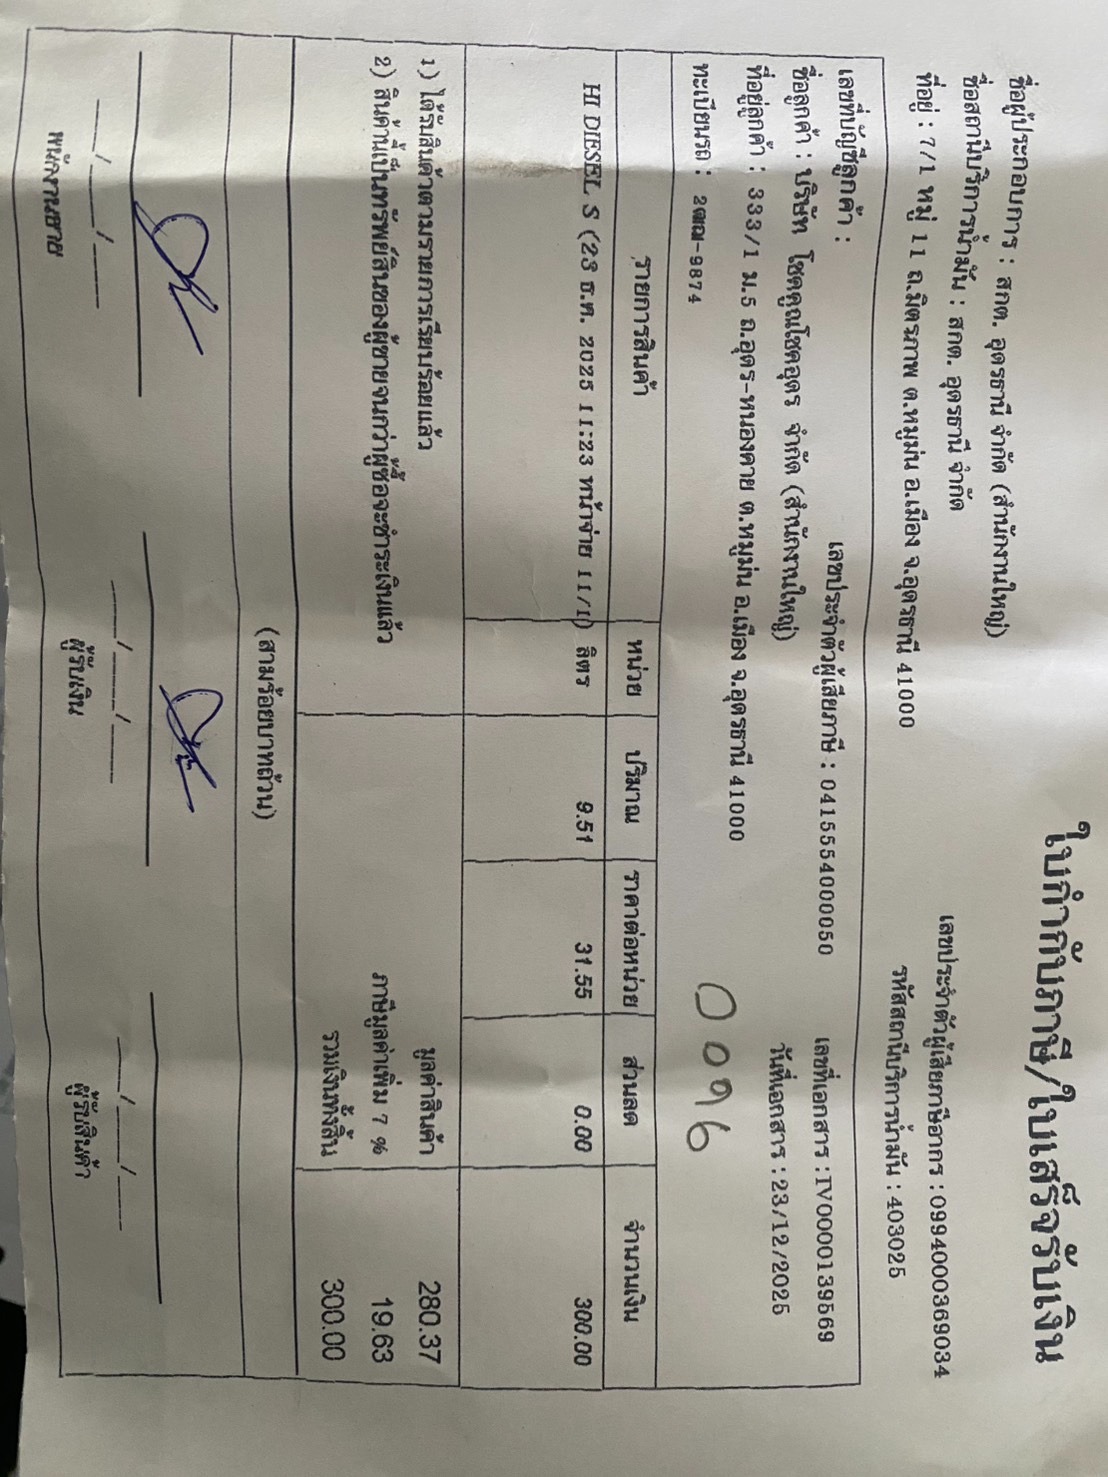 ใบกำกับภาษี/ใบเสร็จรับเงิน
ชื่อผู้ประกอบการ : สกต. อุดรธานี จำกัด (สำนักงานใหญ่)
เลขประจำตัวผู้เสียภาษีอากร : 0994000369034
ชื่อสถานีบริการน้ำมัน : สกต. อุดรธานี จำกัด
รหัสสถานีบริการน้ำมัน : 403025
ที่อยู่ : 7/1 หมู่ 11 ถ.มิตรภาพ ต.หมูม่น อ.เมือง จ.อุดรธานี 41000
เลขที่บัญชีลูกค้า :
เลขประจำตัวผู้เสียภาษี : 0415554000050
เลขที่เอกสาร : IV0000139569
ชื่อลูกค้า : บริษัท โชคคูณโชคอุดร จำกัด (สำนักงานใหญ่)
วันที่เอกสาร : 23/12/2025
ที่อยู่ลูกค้า : 333/1 ม.5 ถ.อุดร-หนองคาย ต.หมูม่น อ.เมือง จ.อุดรธานี 41000
ทะเบียนรถ : 2ฒฌ-9874
0096
รายการสินค้า หน่วย ปริมาณ ราคาต่อหน่วย ส่วนลด จำนวนเงิน
HI DIESEL S (23 ธ.ค. 2025 11:23 หน้าจ่าย 11/1) ลิตร 9.51 31.55 0.00 300.00
1) ได้รับสินค้าตามรายการเรียบร้อยแล้ว
มูลค่าสินค้า 280.37
2) สินค้านี้เป็นทรัพย์สินของผู้ขายจนกว่าผู้ซื้อจะชำระเงินแล้ว
ภาษีมูลค่าเพิ่ม 7 % 19.63
รวมเงินทั้งสิ้น 300.00
(สามร้อยบาทถ้วน)
____/____/____ ____/____/____ ____/____/____
พนักงานขาย ผู้รับเงิน ผู้รับสินค้า